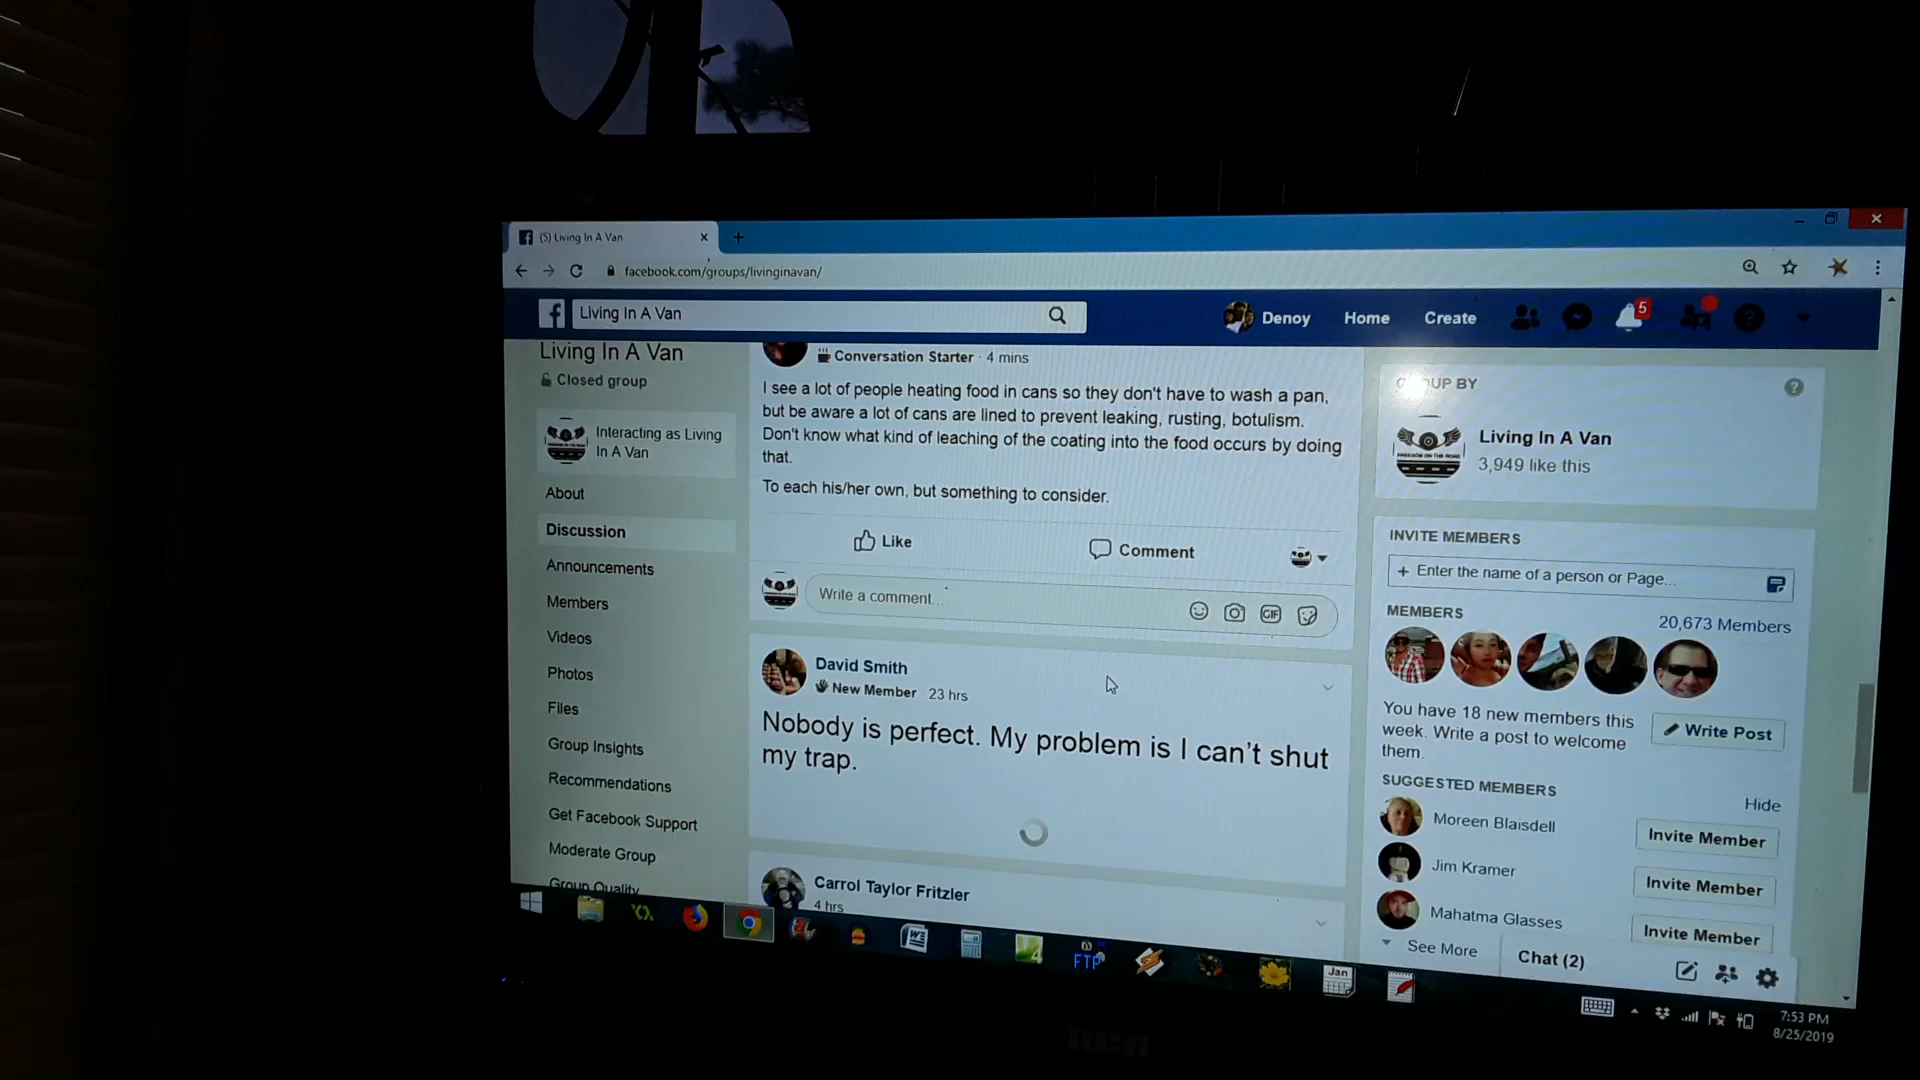 (5) Living In A Van
facebook.com/groups/livinginavan/
Living In A Van
Denoy
Home
Create
5
Living In A Van
Closed group
Interacting as Living
In A Van
About
Discussion
Announcements
Members
Videos
Photos
Files
Group Insights
Recommendations
Get Facebook Support
Moderate Group
Group Quality
Conversation Starter · 4 mins
I see a lot of people heating food in cans so they don't have to wash a pan,
but be aware a lot of cans are lined to prevent leaking, rusting, botulism.
Don't know what kind of leaching of the coating into the food occurs by doing
that.
To each his/her own, but something to consider.
Like
Comment
Write a comment...
GIF
David Smith
New Member · 23 hrs
Nobody is perfect. My problem is I can't shut
my trap.
Carrol Taylor Fritzler
4 hrs
GROUP BY
Living In A Van
FREEDOM ON THE ROAD
3,949 like this
INVITE MEMBERS
+ Enter the name of a person or Page...
MEMBERS
20,673 Members
You have 18 new members this
week. Write a post to welcome
them.
Write Post
SUGGESTED MEMBERS
Hide
Moreen Blaisdell
Invite Member
Jim Kramer
Invite Member
Mahatma Glasses
Invite Member
See More
Chat (2)
FTP
Jan
7:53 PM
8/25/2019